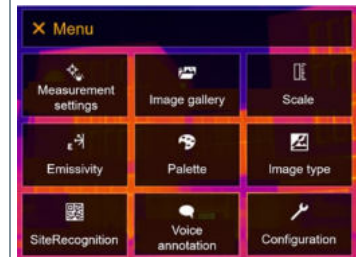 × Menu
Measurement
settings
Image gallery
Scale
ε
Emissivity
Palette
Image type
SiteRecognition
Voice
annotation
Configuration